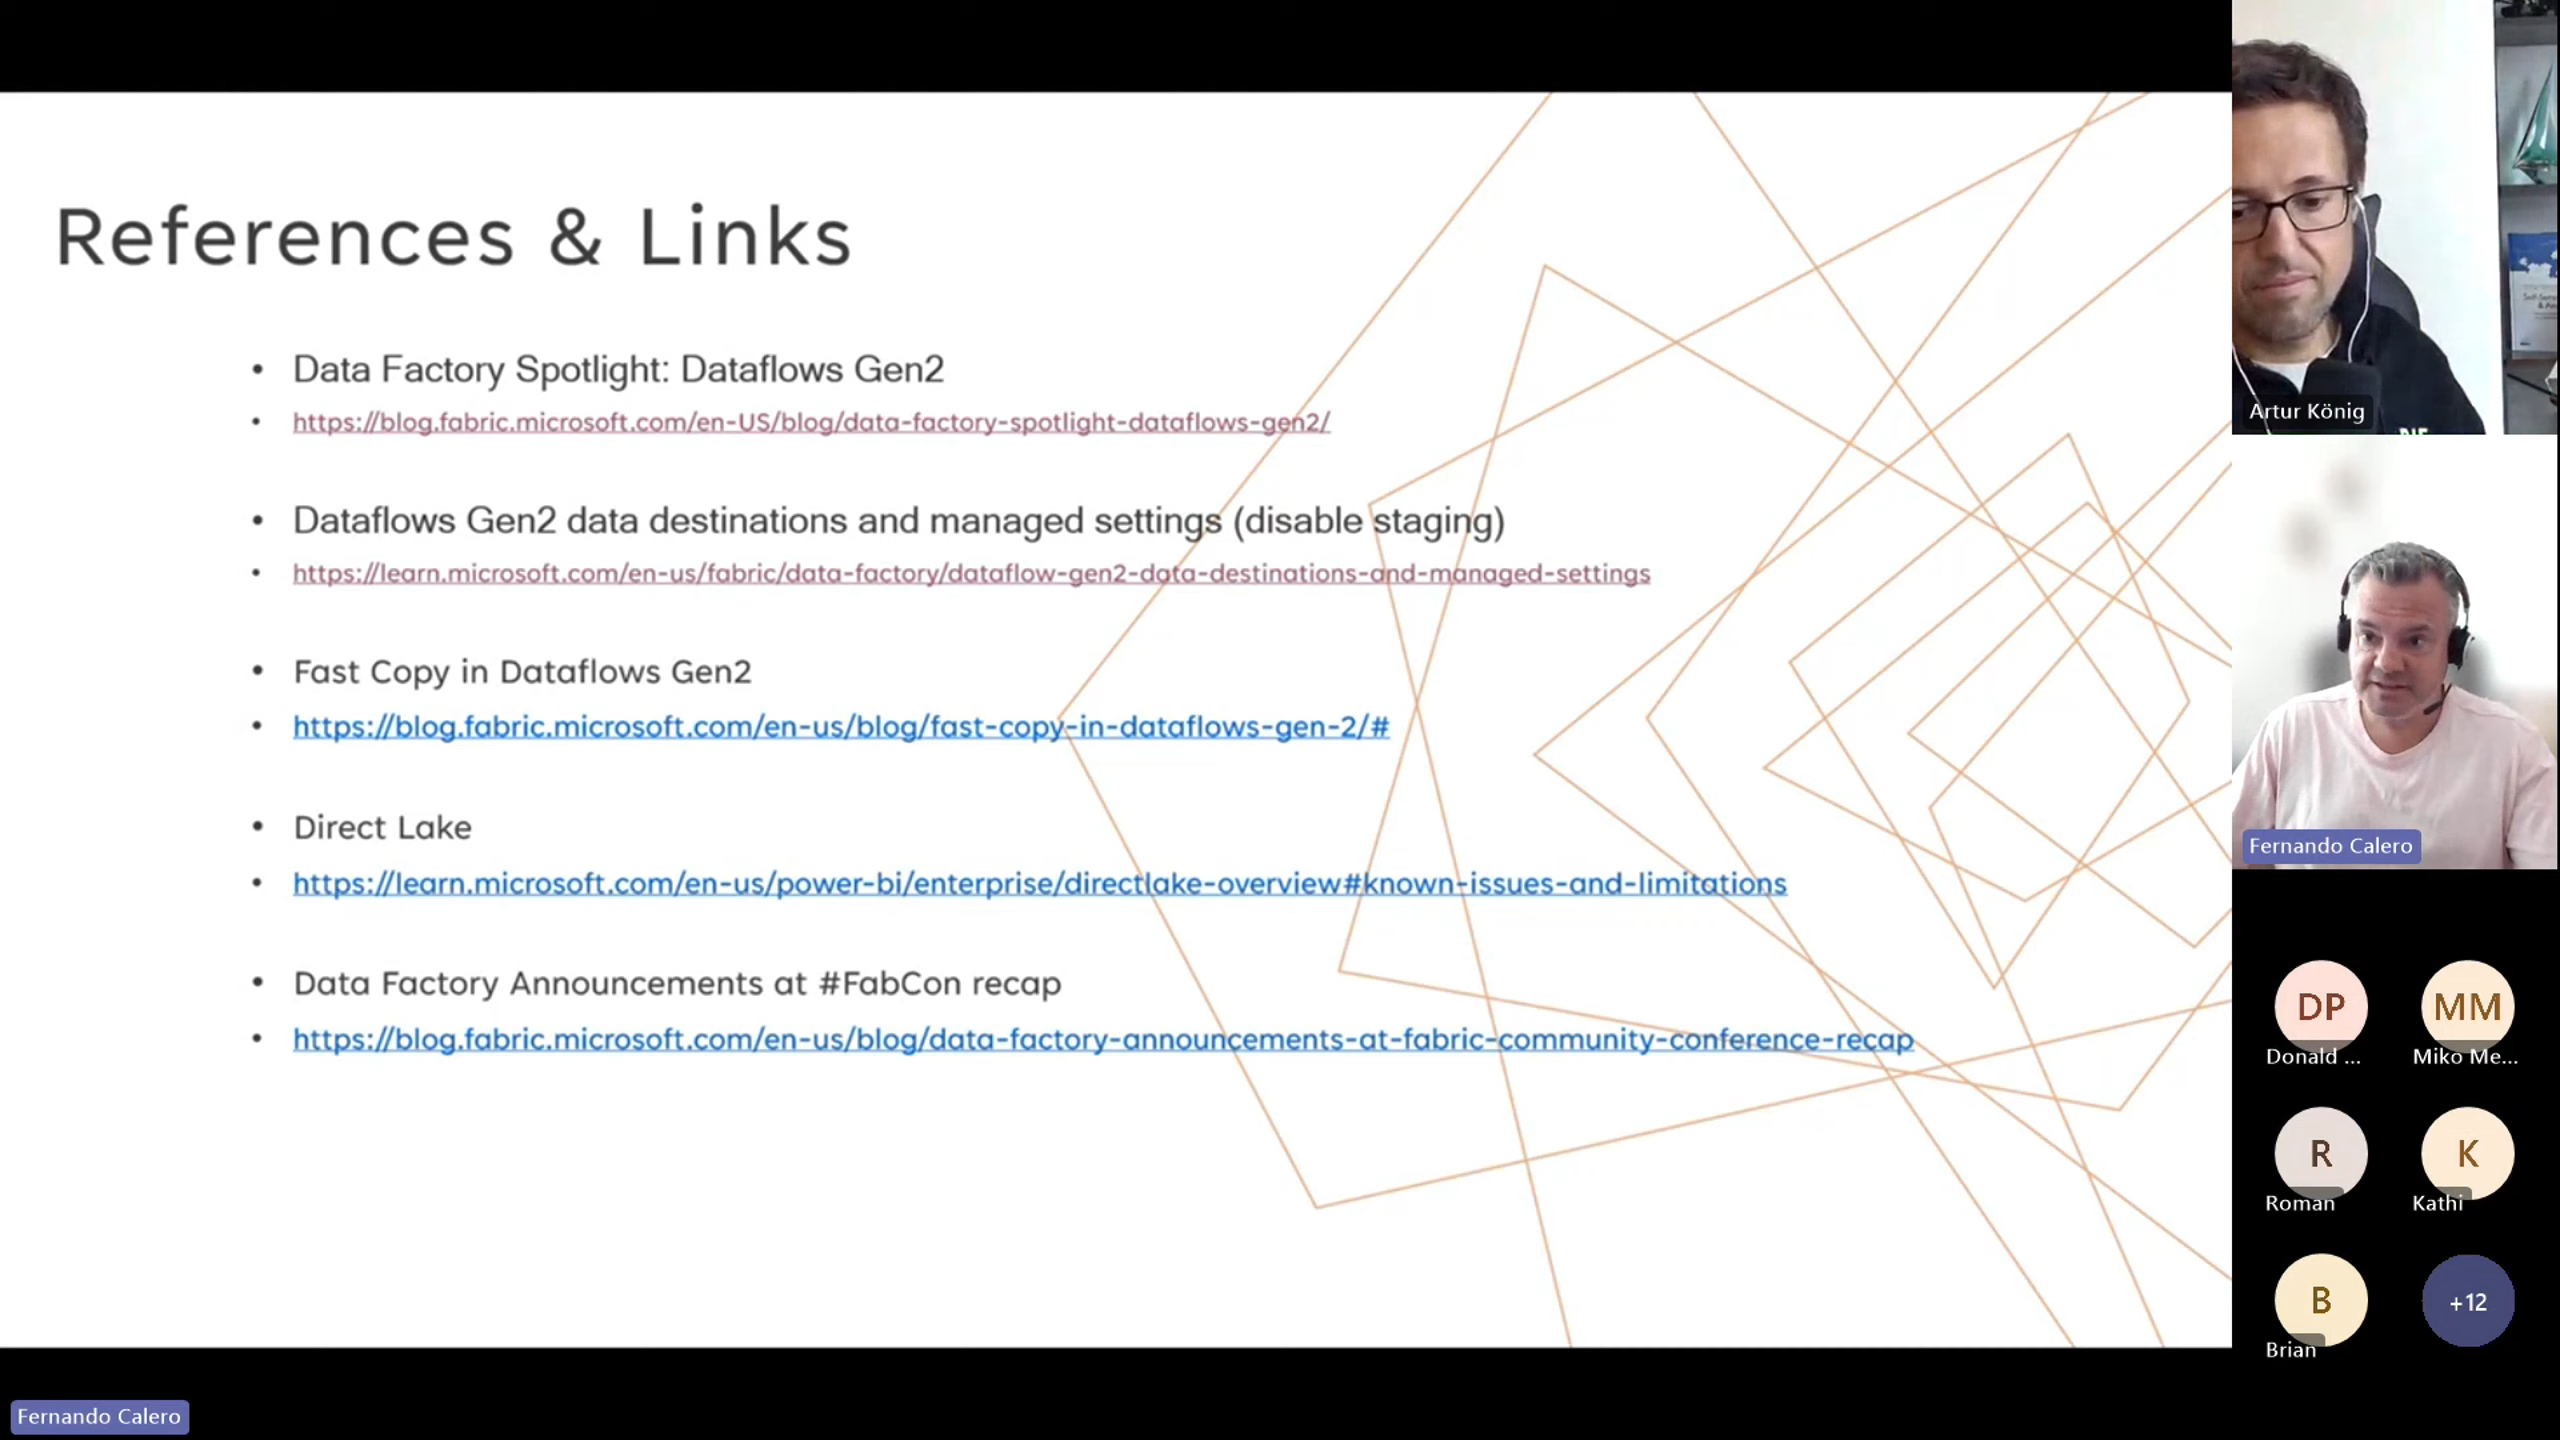 References & Links
• Data Factory Spotlight: Dataflows Gen2
• https://blog.fabric.microsoft.com/en-US/blog/data-factory-spotlight-dataflows-gen2/
• Dataflows Gen2 data destinations and managed settings (disable staging)
• https://learn.microsoft.com/en-us/fabric/data-factory/dataflow-gen2-data-destinations-and-managed-settings
• Fast Copy in Dataflows Gen2
• https://blog.fabric.microsoft.com/en-us/blog/fast-copy-in-dataflows-gen-2/#
• Direct Lake
• https://learn.microsoft.com/en-us/power-bi/enterprise/directlake-overview#known-issues-and-limitations
• Data Factory Announcements at #FabCon recap
• https://blog.fabric.microsoft.com/en-us/blog/data-factory-announcements-at-fabric-community-conference-recap
Fernando Calero
Artur König
Fernando Calero
DP
Donald ...
MM
Miko Me...
R
Roman
K
Kathi
B
Brian
+12